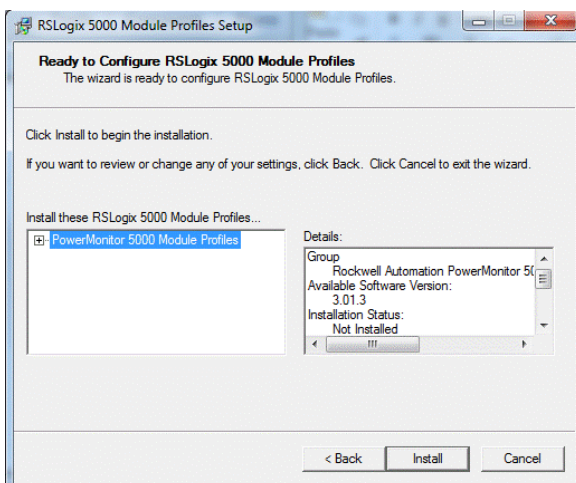 RSLogix 5000 Module Profiles Setup
Ready to Configure RSLogix 5000 Module Profiles
The wizard is ready to configure RSLogix 5000 Module Profiles.
Click Install to begin the installation.
If you want to review or change any of your settings, click Back. Click Cancel to exit the wizard.
Install these RSLogix 5000 Module Profiles...
PowerMonitor 5000 Module Profiles
Details:
Group
Rockwell Automation PowerMonitor
Available Software Version:
3.01.3
Installation Status:
Not Installed
< Back
Install
Cancel